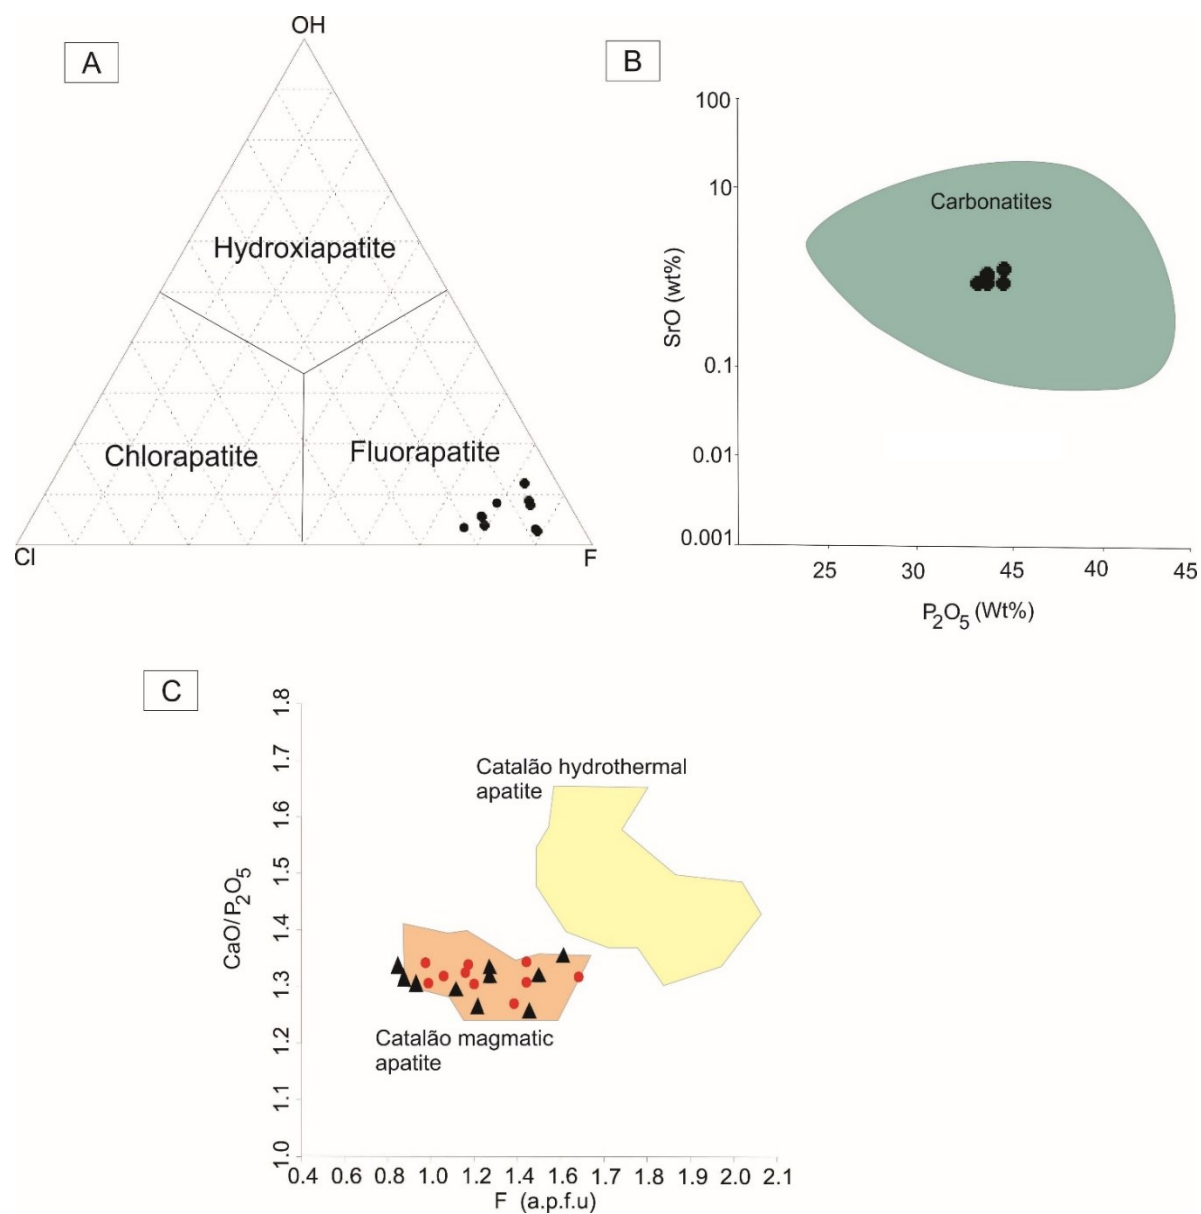 A
OH
Hydroxiapatite
Chlorapatite
Fluorapatite
Cl
F
B
100
10
0.1
0.01
0.001
SrO (wt%)
Carbonatites
25 30 45 40 45
P₂O₅ (Wt%)
C
1.8
1.7
1.6
1.5
1.4
1.3
1.2
1.1
1.0
CaO/P₂O₅
Catalão hydrothermal
apatite
Catalão magmatic
apatite
0.4 0.6 0.8 1.0 1.2 1.4 1.6 1.7 1.8 1.9 2.0 2.1
F (a.p.f.u)